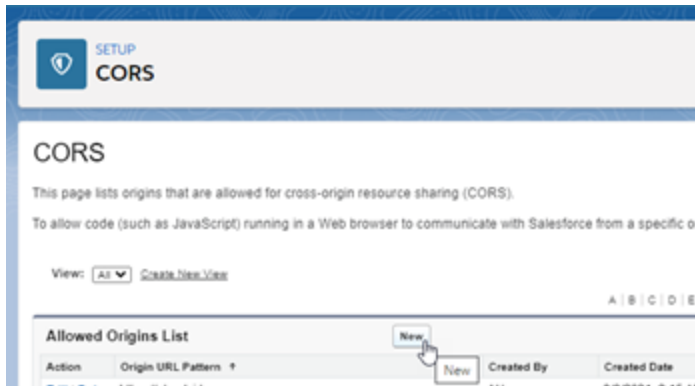 SETUP
CORS
CORS
This page lists origins that are allowed for cross-origin resource sharing (CORS).
To allow code (such as JavaScript) running in a Web browser to communicate with Salesforce from a specific o
View: All Create New View
A | B | C | D | E
Allowed Origins List New
New
Action Origin URL Pattern ↑ Created By Created Date